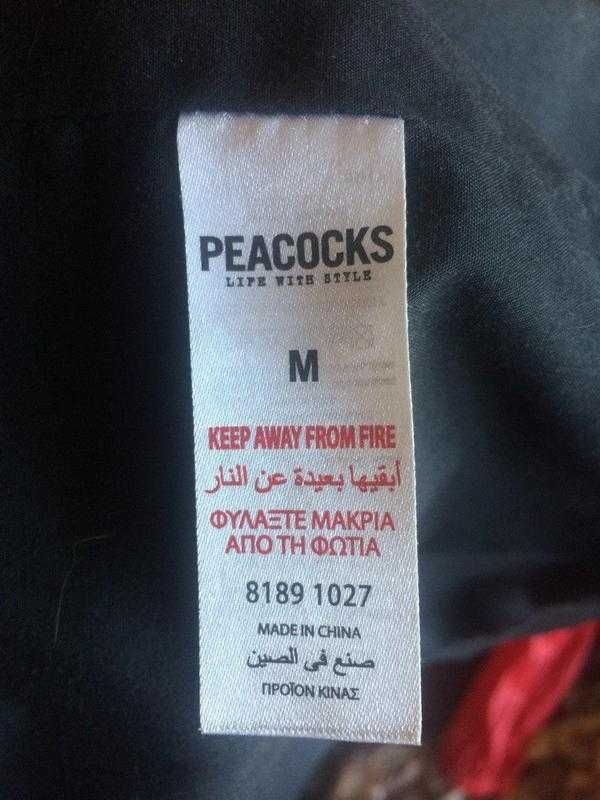 PEACOCKS
LIFE WITH STYLE
M
KEEP AWAY FROM FIRE
أبقيها بعيدة عن النار
ΦΥΛΑΞΤΕ ΜΑΚΡΙΑ
ΑΠΟ ΤΗ ΦΩΤΙΑ
8189 1027
MADE IN CHINA
صنع فى الصين
ΠΡΟΪΟΝ ΚΙΝΑΣ